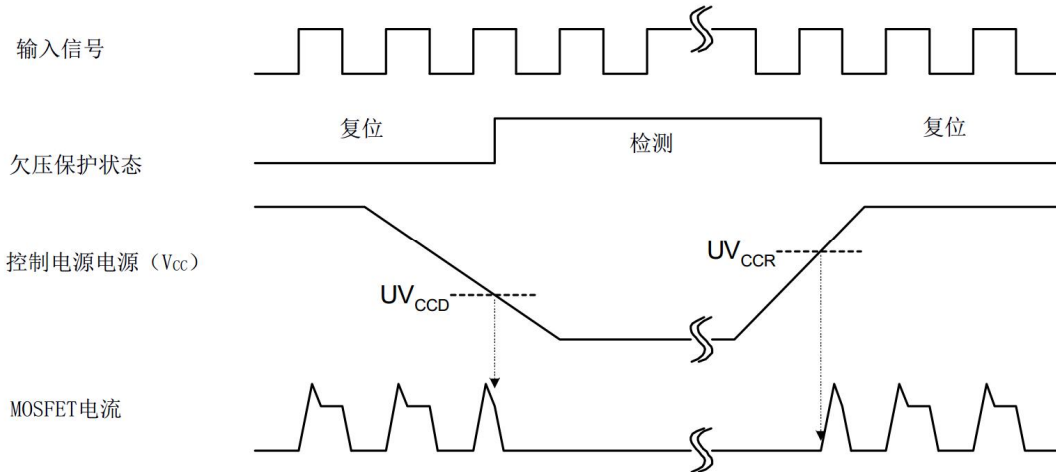 输入信号
复位
检测
复位
欠压保护状态
控制电源电源（Vcc）
UVCCR
UVCCD
MOSFET电流